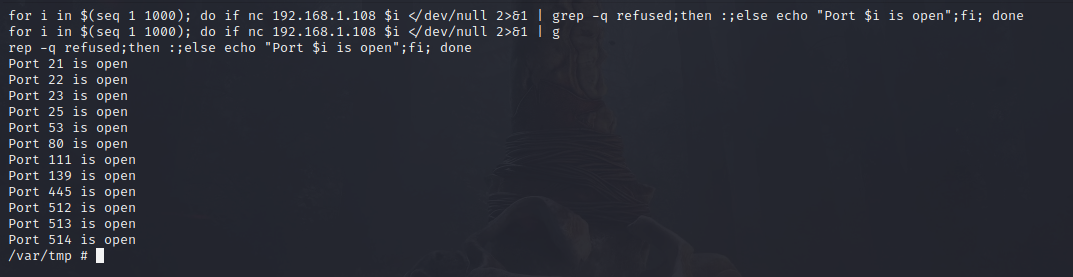 for i in $(seq 1 1000); do if nc 192.168.1.108 $i </dev/null 2>&1 | grep -q refused;then :;else echo "Port $i is open";fi; done
for i in $(seq 1 1000); do if nc 192.168.1.108 $i </dev/null 2>&1 | g
rep -q refused;then :;else echo "Port $i is open";fi; done
Port 21 is open
Port 22 is open
Port 23 is open
Port 25 is open
Port 53 is open
Port 80 is open
Port 111 is open
Port 139 is open
Port 445 is open
Port 512 is open
Port 513 is open
Port 514 is open
/var/tmp #